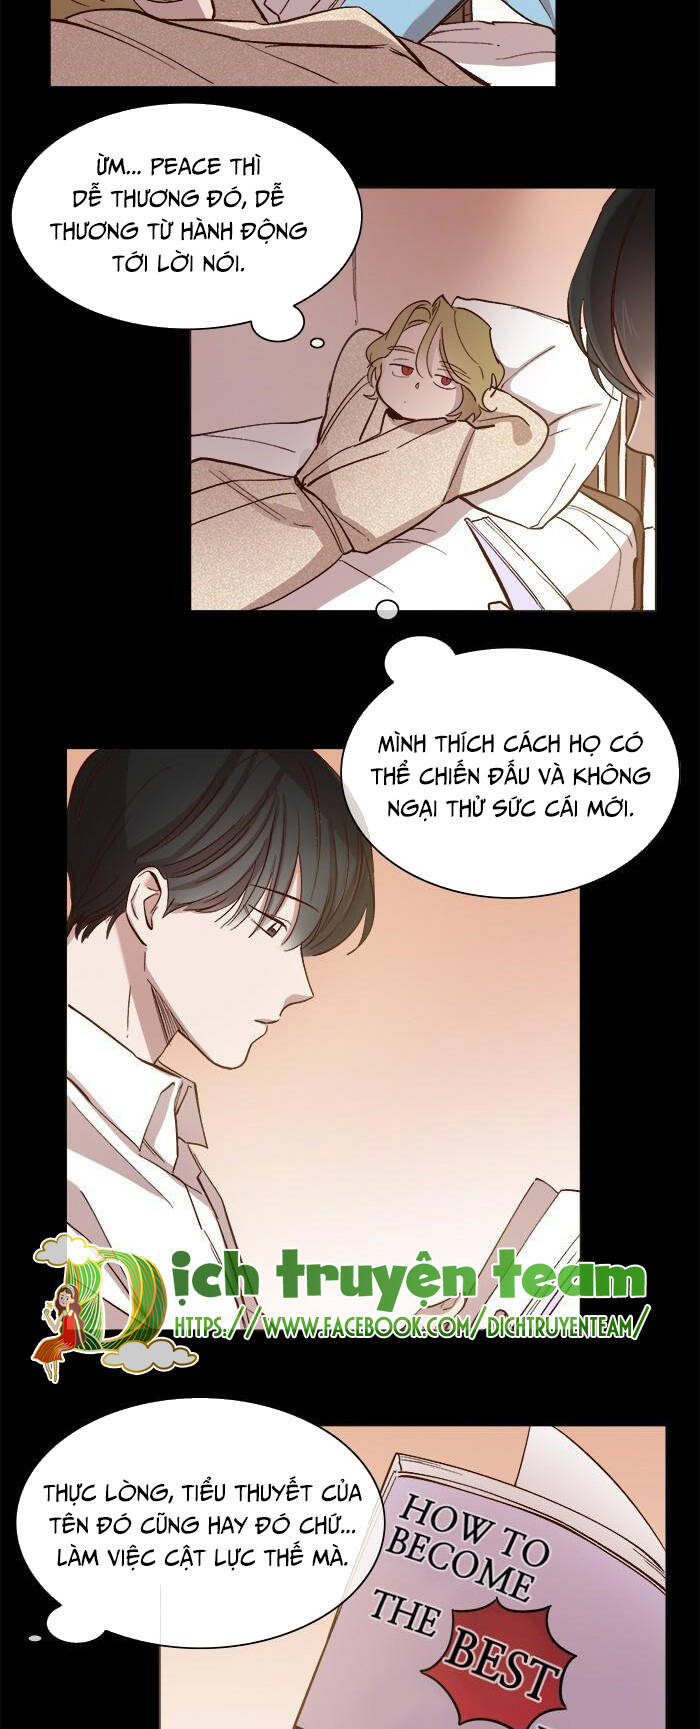 ỪM... PEACE THÌ
DỄ THƯƠNG ĐÓ, DỄ
THƯƠNG TỪ HÀNH ĐỘNG
TỚI LỜI NÓI.
MÌNH THÍCH CÁCH HỌ CÓ
THỂ CHIẾN ĐẤU VÀ KHÔNG
NGẠI THỬ SỨC CÁI MỚI.
Dịch truyện team
HTTPS://WWW.FACEBOOK.COM/DICHTRUYENTEAM/
THỰC LÒNG, TIỂU THUYẾT CỦA
TÊN ĐÓ CŨNG HAY ĐÓ CHỨ...
LÀM VIỆC CẬT LỰC THẾ MÀ.
HOW TO
BECOME
THE BEST